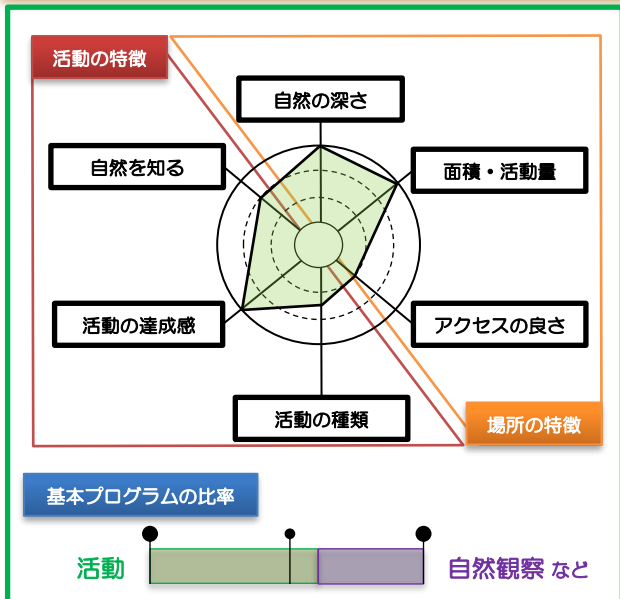 活動の特徴
自然の深さ
自然を知る
面積・活動量
活動の達成感
アクセスの良さ
活動の種類
場所の特徴
基本プログラムの比率
活動
自然観察 など